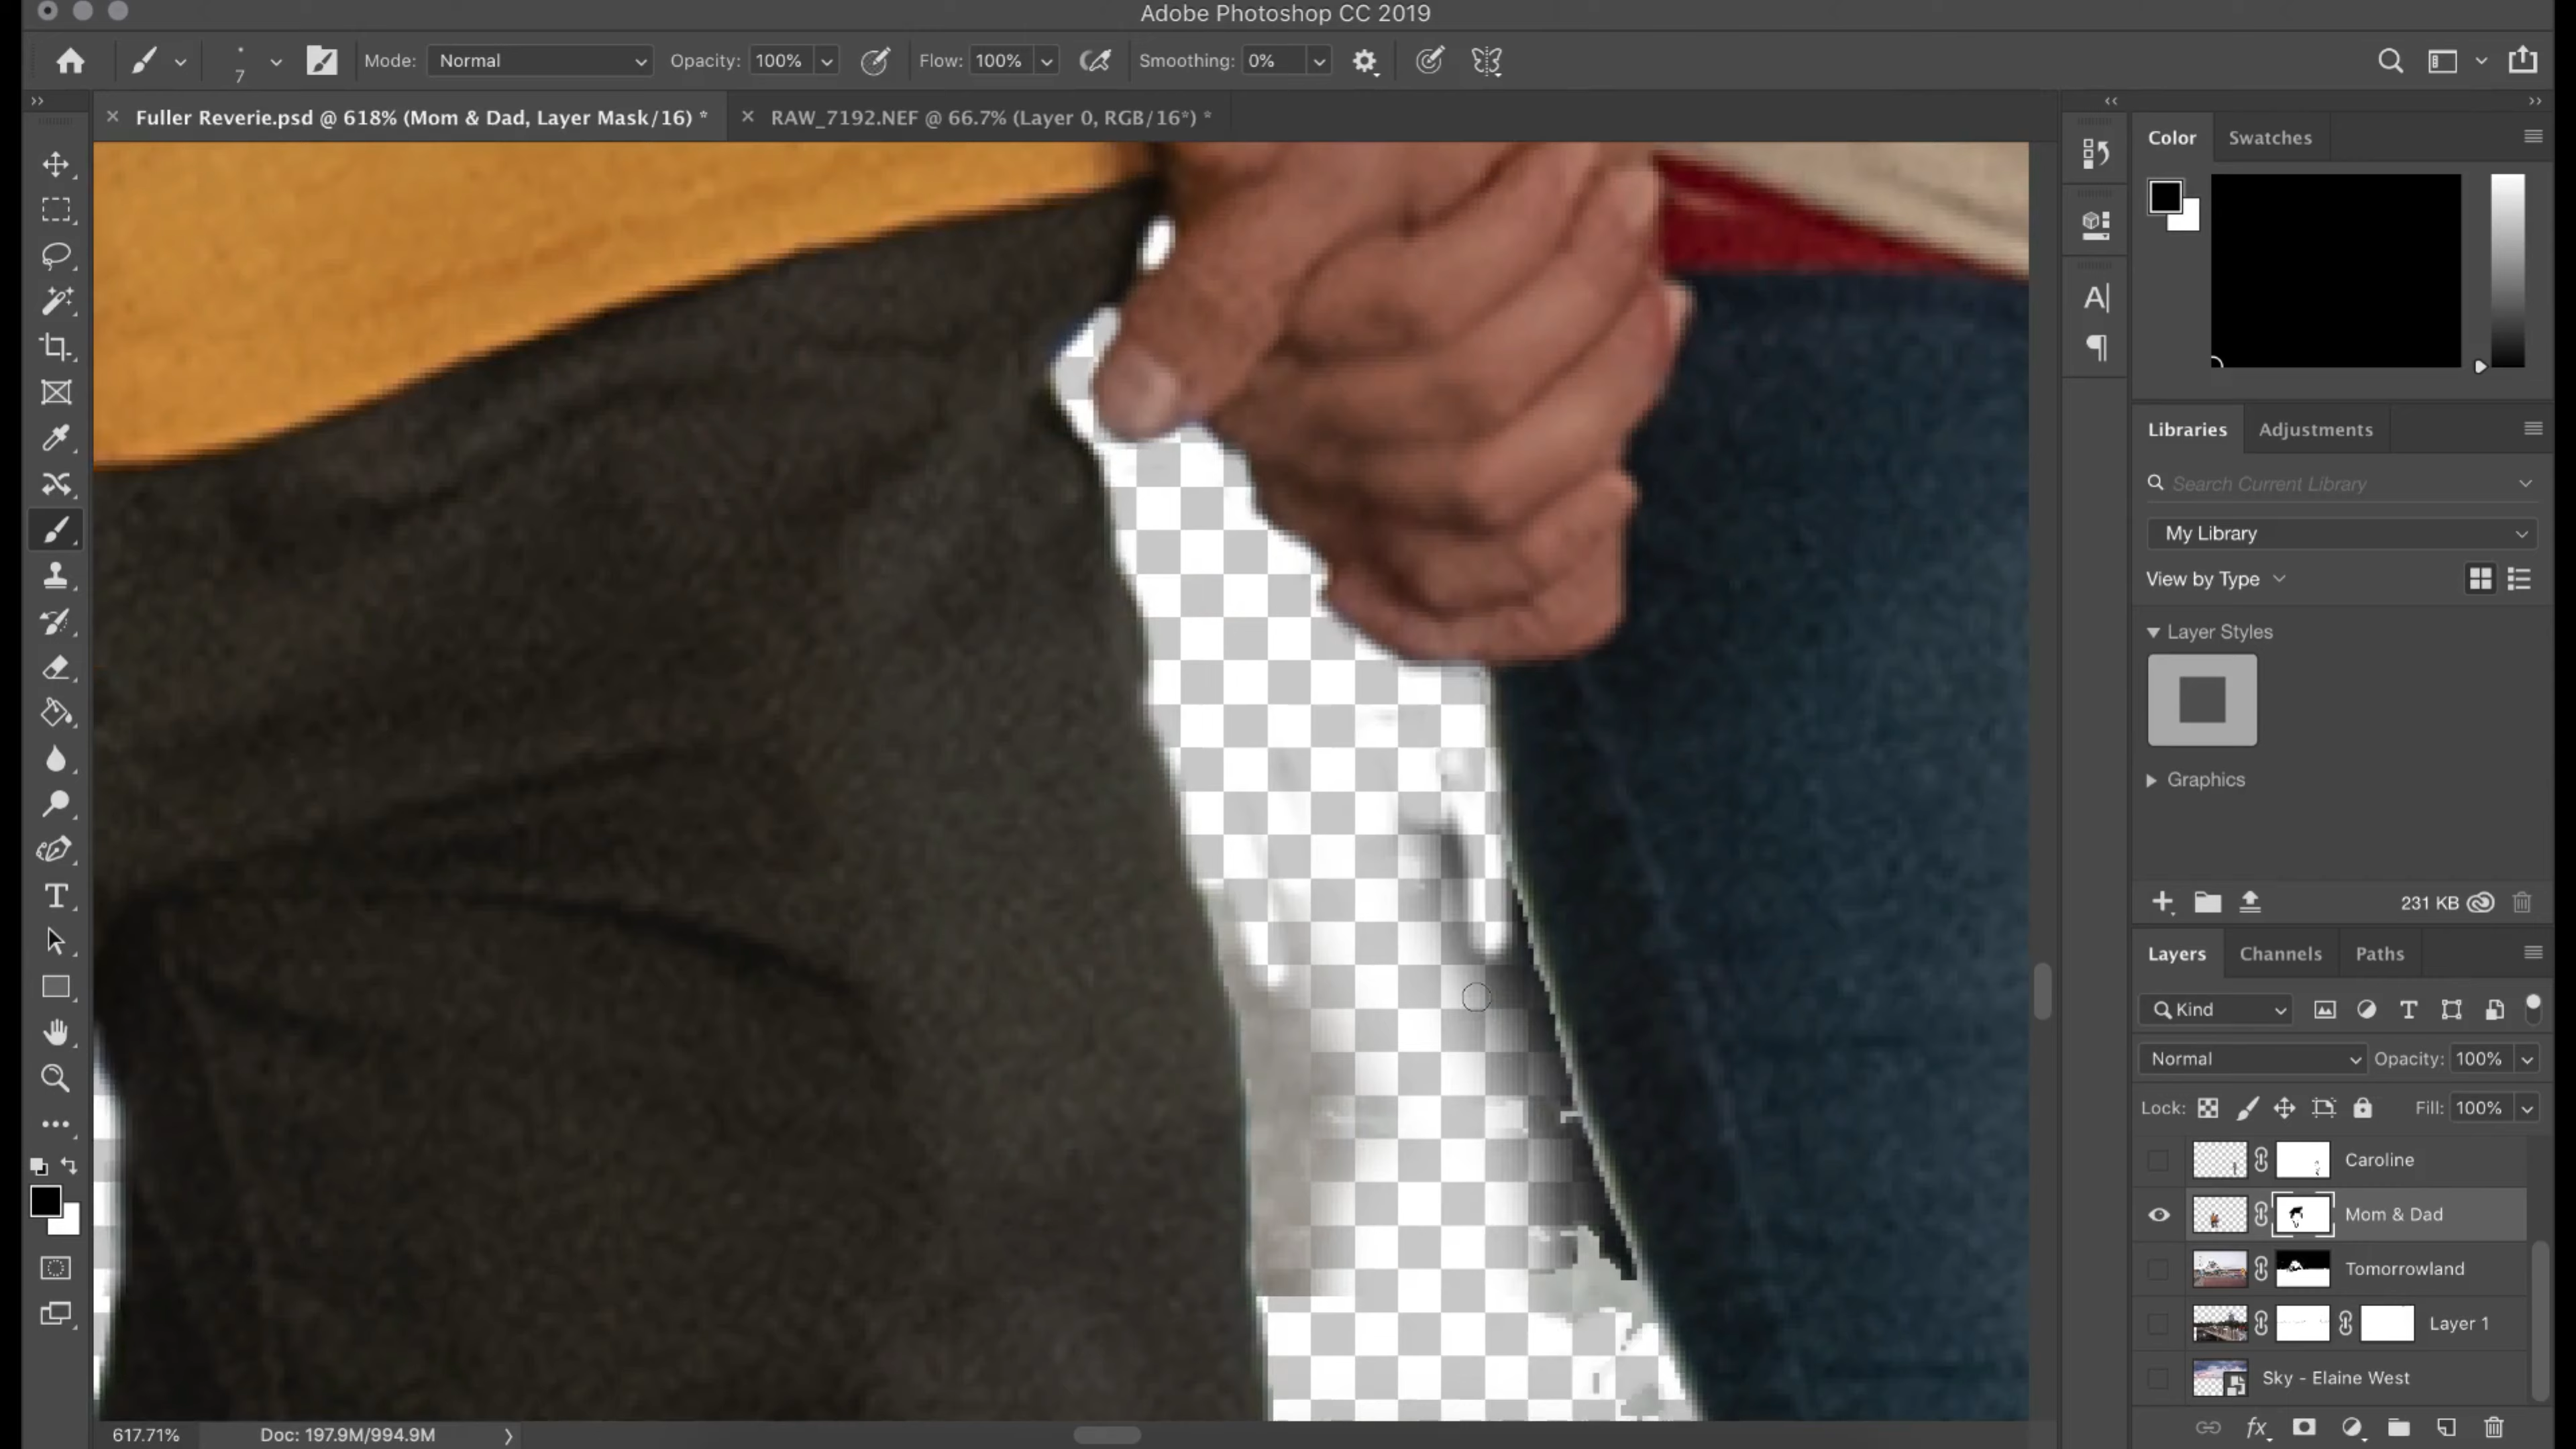 Adobe Photoshop CC 2019
7
Mode: Normal
Opacity: 100%
Flow: 100%
Smoothing: 0%
× Fuller Reverie.psd @ 618% (Mom & Dad, Layer Mask/16) *
× RAW_7192.NEF @ 66.7% (Layer 0, RGB/16*) *
Color
Swatches
Libraries
Adjustments
Search Current Library
My Library
View by Type
Layer Styles
Graphics
231 KB
Layers
Channels
Paths
Kind
Normal
Opacity: 100%
Lock:
Fill: 100%
Caroline
Mom & Dad
Tomorrowland
Layer 1
Sky - Elaine West
617.71%
Doc: 197.9M/994.9M